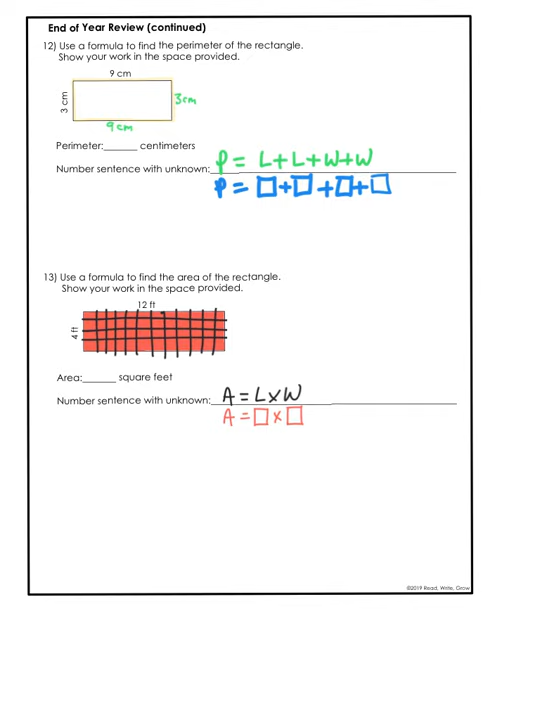 End of Year Review (continued)
12) Use a formula to find the perimeter of the rectangle.
Show your work in the space provided.
9 cm
3 cm
3cm
9cm
Perimeter:______ centimeters
Number sentence with unknown: P = L+L+W+W
P = □+□+□+□
13) Use a formula to find the area of the rectangle.
Show your work in the space provided.
12 ft
4 ft
Area:______ square feet
Number sentence with unknown: A = LxW
A = □ x □
©2019 Read, Write, Grow